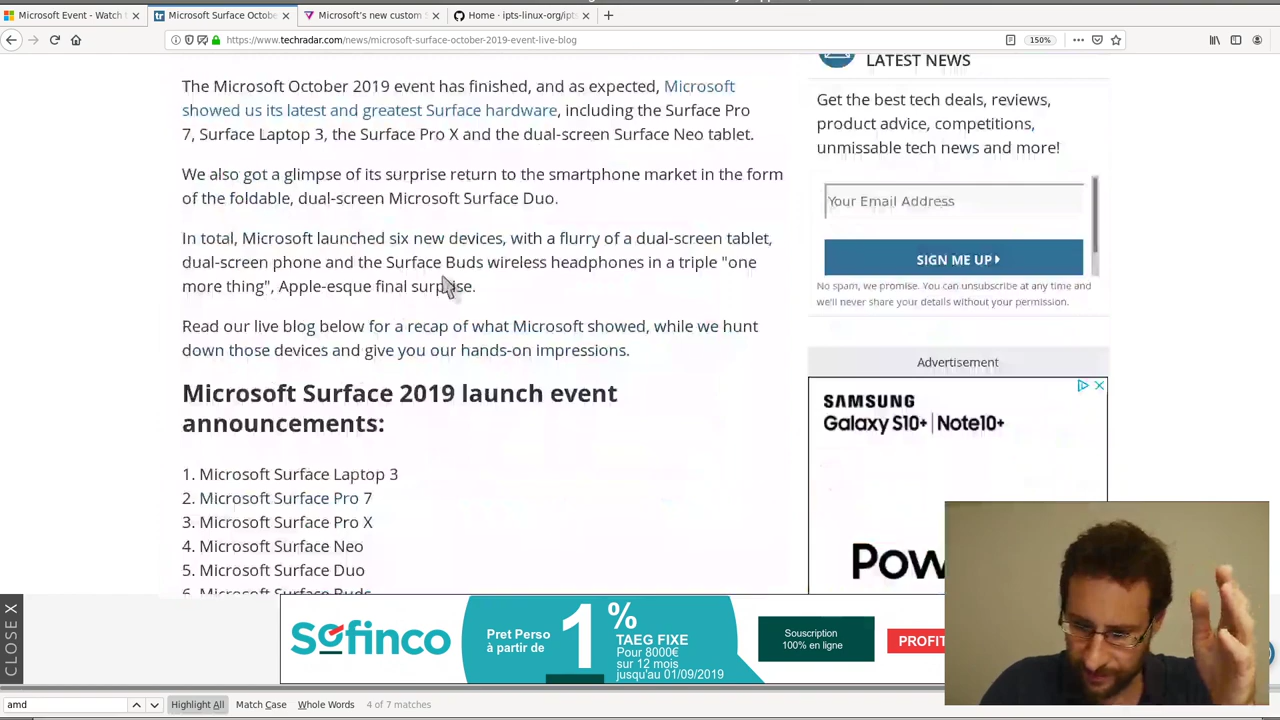 Microsoft Event - Watch t
Microsoft Surface Octobe
Microsoft's new custom S
Home · ipts-linux-org/ipts
https://www.techradar.com/news/microsoft-surface-october-2019-event-live-blog
150%
The Microsoft October 2019 event has finished, and as expected, Microsoft
showed us its latest and greatest Surface hardware, including the Surface Pro
7, Surface Laptop 3, the Surface Pro X and the dual-screen Surface Neo tablet.
We also got a glimpse of its surprise return to the smartphone market in the form
of the foldable, dual-screen Microsoft Surface Duo.
In total, Microsoft launched six new devices, with a flurry of a dual-screen tablet,
dual-screen phone and the Surface Buds wireless headphones in a triple "one
more thing", Apple-esque final surprise.
Read our live blog below for a recap of what Microsoft showed, while we hunt
down those devices and give you our hands-on impressions.
Microsoft Surface 2019 launch event
announcements:
1. Microsoft Surface Laptop 3
2. Microsoft Surface Pro 7
3. Microsoft Surface Pro X
4. Microsoft Surface Neo
5. Microsoft Surface Duo
6. Microsoft Surface Buds
LATEST NEWS
Get the best tech deals, reviews,
product advice, competitions,
unmissable tech news and more!
Your Email Address
SIGN ME UP
No spam, we promise. You can unsubscribe at any time and
we'll never share your details without your permission.
Advertisement
SAMSUNG
Galaxy S10+ | Note10+
Pow
CLOSE X
Sofinco
Pret Perso
à partir de
1%
TAEG FIXE
Pour 8000€
sur 12 mois
jusqu'au 01/09/2019
Souscription
100% en ligne
PROFIT
amd
Highlight All
Match Case
Whole Words
4 of 7 matches